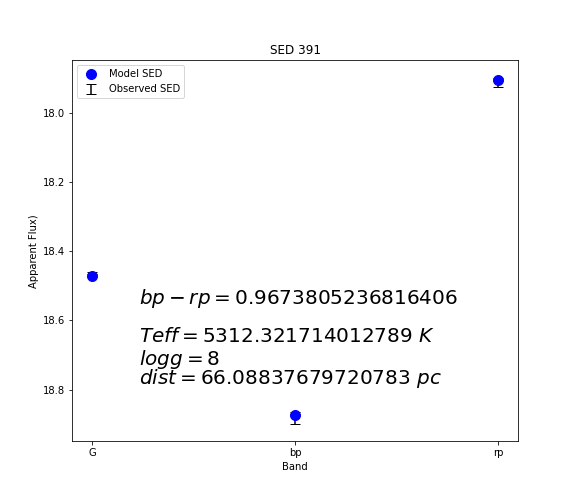 SED 391
Model SED
Observed SED
18.0
18.2
18.4
18.6
18.8
Apparent Flux)
bp − rp = 0.9673805236816406
Teff = 5312.321714012789 K
logg = 8
dist = 66.08837679720783 pc
G
bp
rp
Band